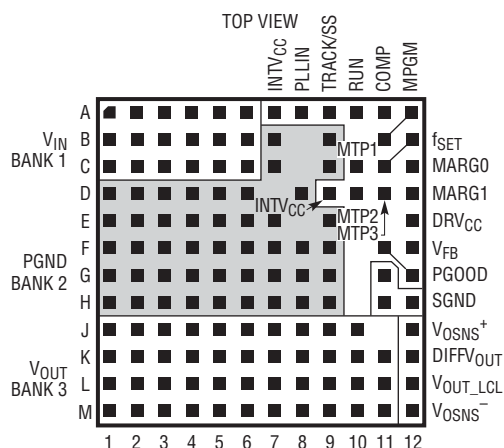 TOP VIEW
INTVCC
PLLIN
TRACK/SS
RUN
COMP
MPGM
A
B
C
D
E
F
G
H
J
K
L
M
VIN
BANK 1
PGND
BANK 2
VOUT
BANK 3
MTP1
INTVCC
MTP2
MTP3
fSET
MARG0
MARG1
DRVCC
VFB
PGOOD
SGND
VOSNS+
DIFFVOUT
VOUT_LCL
VOSNS–
1 2 3 4 5 6 7 8 9 10 11 12